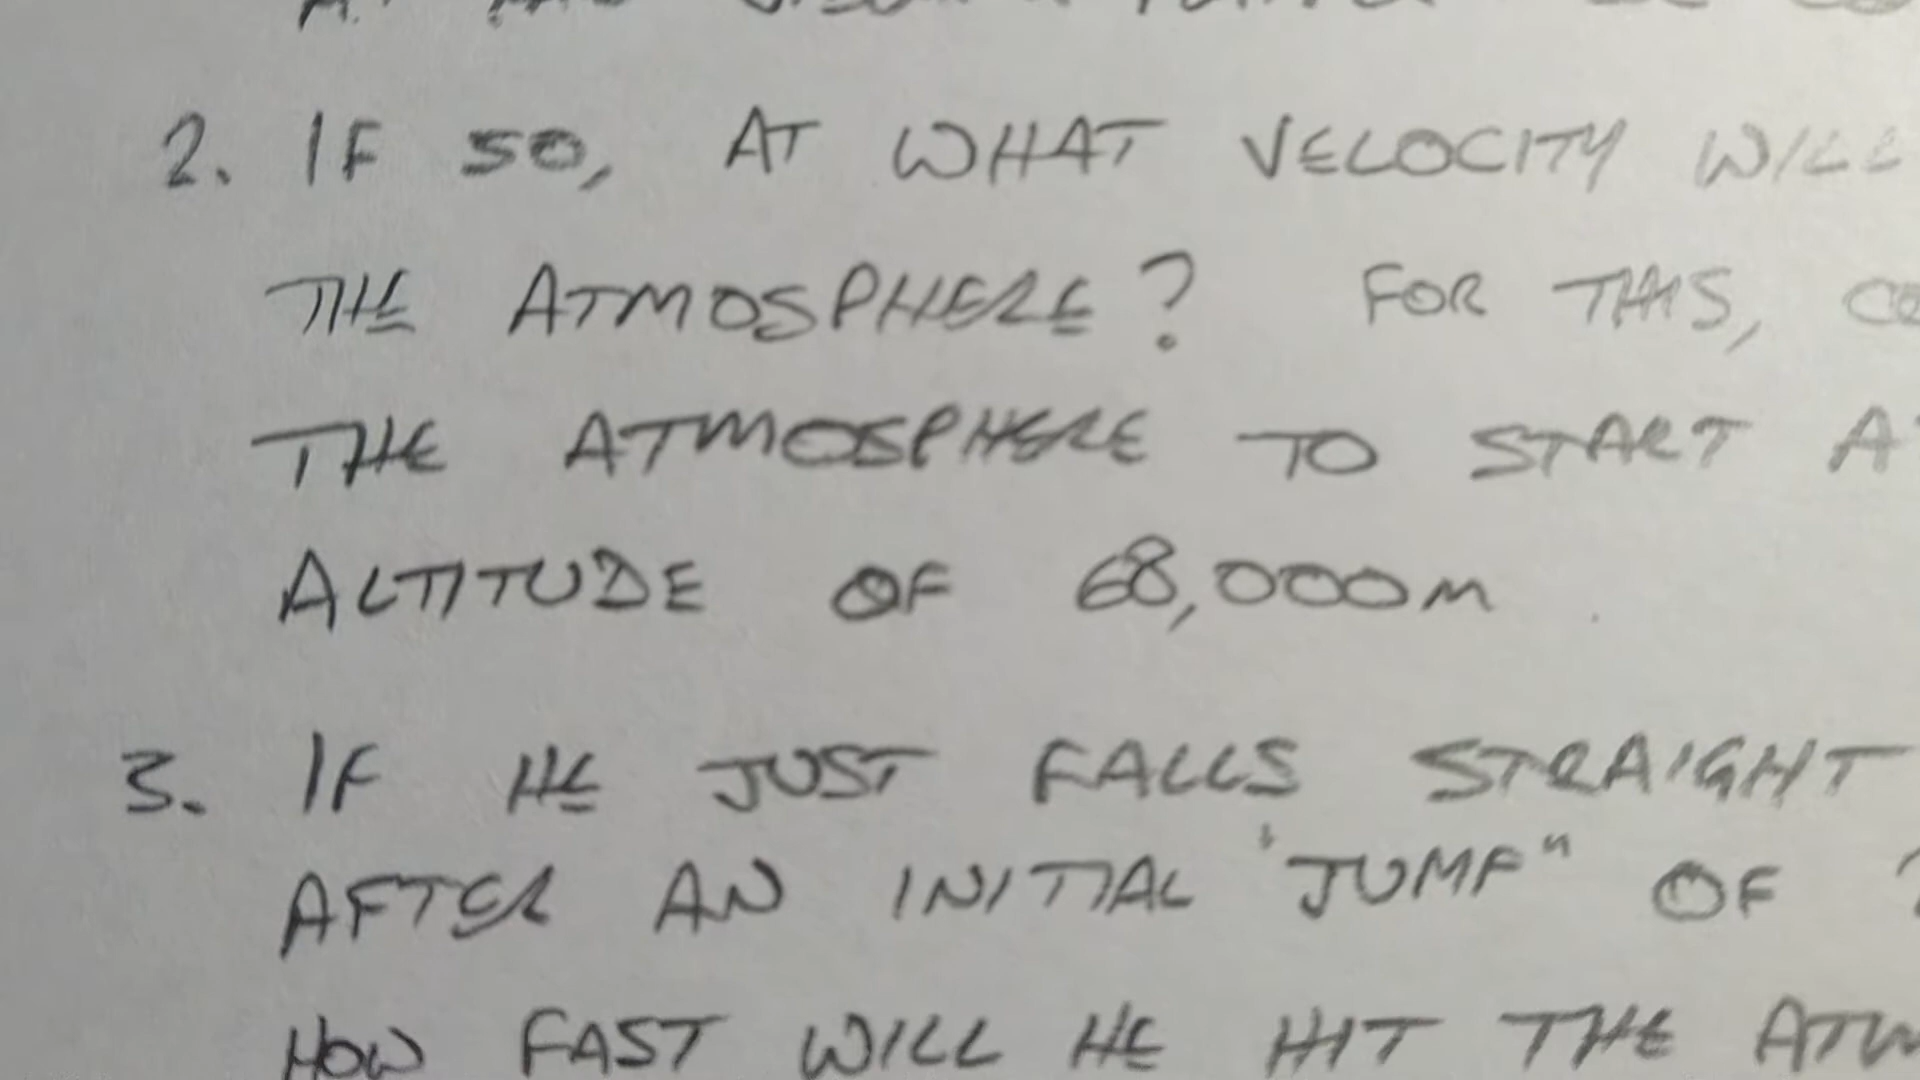 2. IF SO, AT WHAT VELOCITY WILL
THE ATMOSPHERE? FOR THIS,
THE ATMOSPHERE TO START
ALTITUDE OF 68,000m
3. IF HE JUST FALLS STRAIGHT
AFTER AN INITIAL "JUMP" OF
HOW FAST WILL HE HIT THE